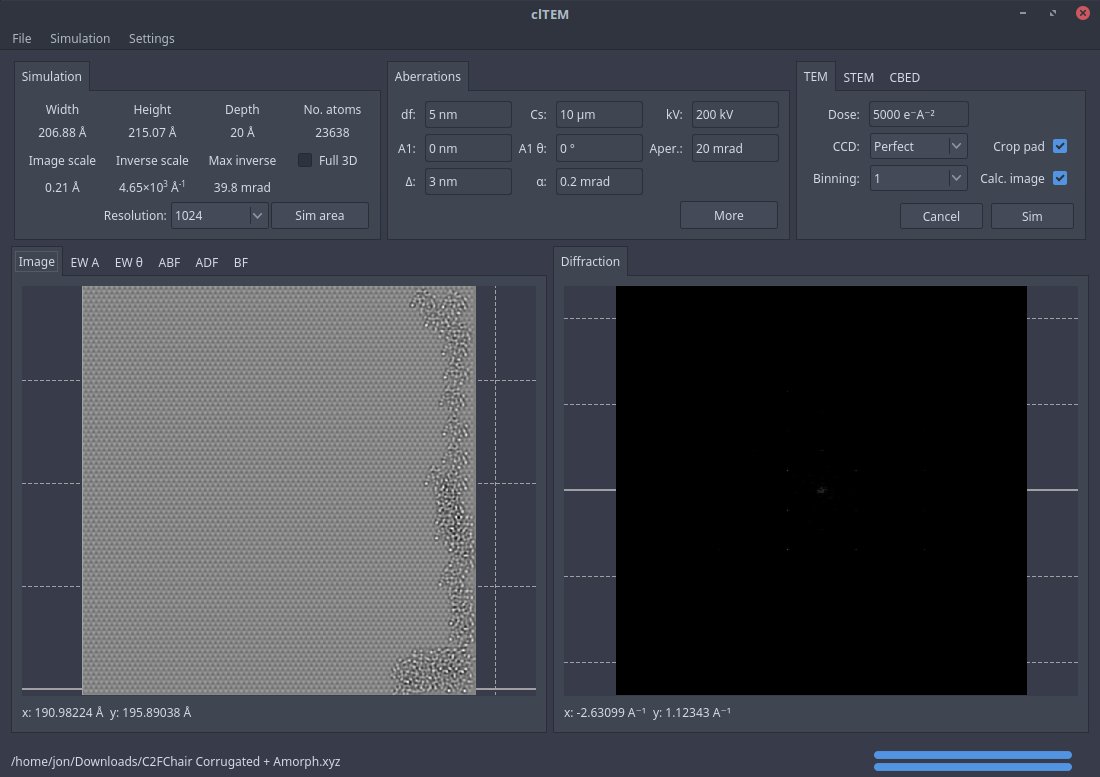 clTEM
File Simulation Settings
Simulation
Width Height Depth No. atoms
206.88 Å 215.07 Å 20 Å 23638
Image scale Inverse scale Max inverse Full 3D
0.21 Å 4.65×10³ Å⁻¹ 39.8 mrad
Resolution: 1024 Sim area
Aberrations
df: 5 nm Cs: 10 µm kV: 200 kV
A1: 0 nm A1 θ: 0 ° Aper.: 20 mrad
Δ: 3 nm α: 0.2 mrad
More
TEM STEM CBED
Dose: 5000 e⁻A⁻²
CCD: Perfect Crop pad
Binning: 1 Calc. image
Cancel Sim
Image EW A EW θ ABF ADF BF
x: 190.98224 Å y: 195.89038 Å
Diffraction
x: -2.63099 A⁻¹ y: 1.12343 A⁻¹
/home/jon/Downloads/C2FChair Corrugated + Amorph.xyz